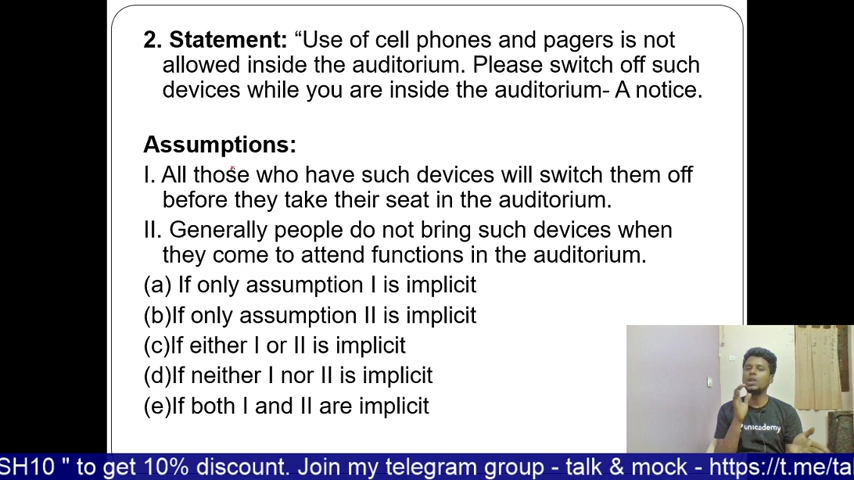 2. Statement: “Use of cell phones and pagers is not
allowed inside the auditorium. Please switch off such
devices while you are inside the auditorium- A notice.
Assumptions:
I. All those who have such devices will switch them off
before they take their seat in the auditorium.
II. Generally people do not bring such devices when
they come to attend functions in the auditorium.
(a) If only assumption I is implicit
(b)If only assumption II is implicit
(c)If either I or II is implicit
(d)If neither I nor II is implicit
(e)If both I and II are implicit
unacademy
SH10 " to get 10% discount. Join my telegram group - talk & mock - https://t.me/ta